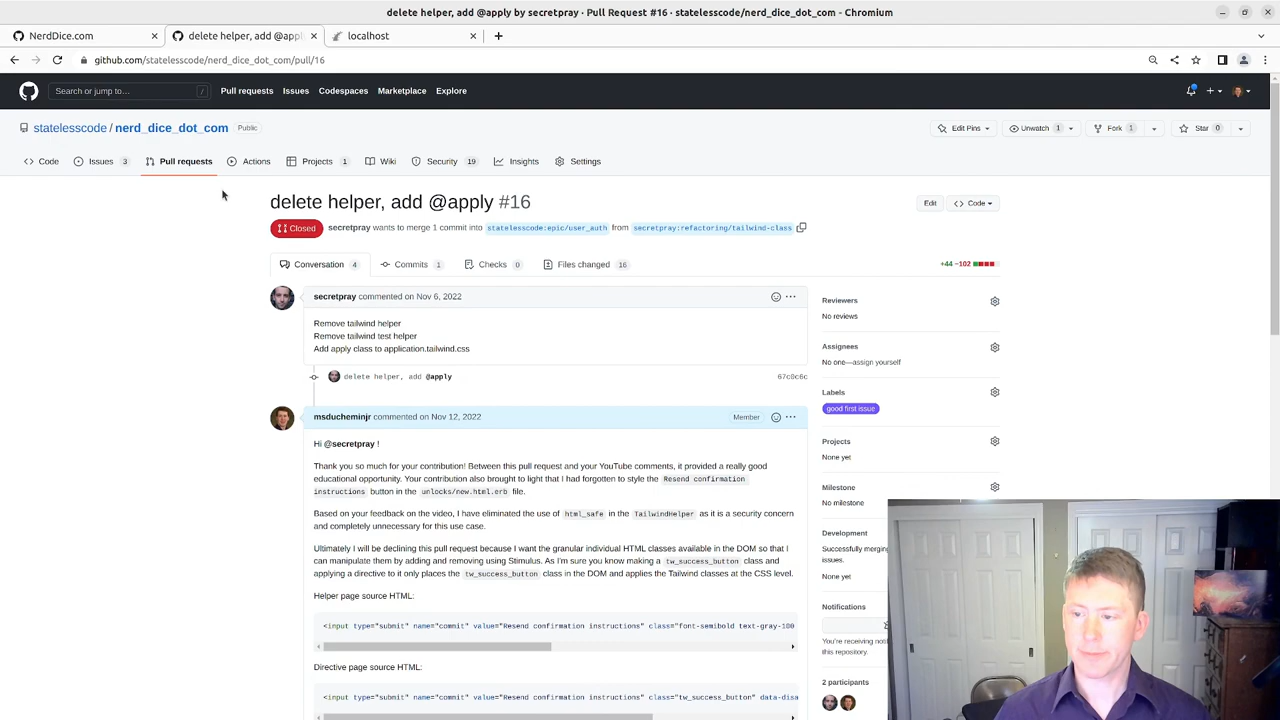 delete helper, add @apply by secretpray · Pull Request #16 · statelesscode/nerd_dice_dot_com - Chromium
NerdDice.com
delete helper, add @appl
localhost
github.com/statelesscode/nerd_dice_dot_com/pull/16
Search or jump to...
/
Pull requests
Issues
Codespaces
Marketplace
Explore
statelesscode / nerd_dice_dot_com
Public
Edit Pins
Unwatch 1
Fork 1
Star 0
Code
Issues 3
Pull requests
Actions
Projects 1
Wiki
Security 19
Insights
Settings
delete helper, add @apply #16
Edit
Code
Closed
secretpray wants to merge 1 commit into statelesscode:epic/user_auth from secretpray:refactoring/tailwind-class
Conversation 4
Commits 1
Checks 0
Files changed 16
+44 −102
secretpray commented on Nov 6, 2022
Remove tailwind helper
Remove tailwind test helper
Add apply class to application.tailwind.css
delete helper, add @apply
67c0c6c
msducheminjr commented on Nov 12, 2022
Member
Hi @secretpray !
Thank you so much for your contribution! Between this pull request and your YouTube comments, it provided a really good
educational opportunity. Your contribution also brought to light that I had forgotten to style the Resend confirmation
instructions button in the unlocks/new.html.erb file.
Based on your feedback on the video, I have eliminated the use of html_safe in the TailwindHelper as it is a security concern
and completely unnecessary for this use case.
Ultimately I will be declining this pull request because I want the granular individual HTML classes available in the DOM so that I
can manipulate them by adding and removing using Stimulus. As I'm sure you know making a tw_success_button class and
applying a directive to it only places the tw_success_button class in the DOM and applies the Tailwind classes at the CSS level.
Helper page source HTML:
<input type="submit" name="commit" value="Resend confirmation instructions" class="font-semibold text-gray-100
Directive page source HTML:
<input type="submit" name="commit" value="Resend confirmation instructions" class="tw_success_button" data-disa
Reviewers
No reviews
Assignees
No one—assign yourself
Labels
good first issue
Projects
None yet
Milestone
No milestone
Development
Successfully merging
issues.
None yet
Notifications
You're receiving noti
this repository.
2 participants